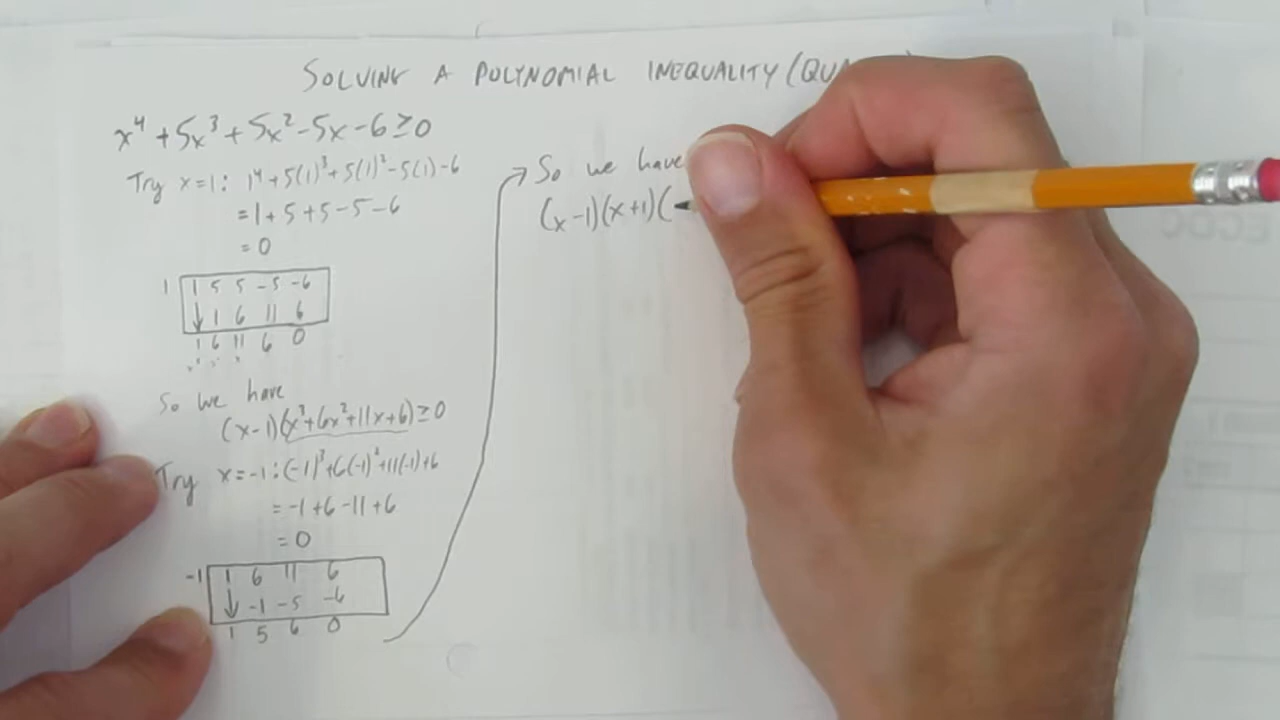 SOLVING A POLYNOMIAL INEQUALITY
x⁴ + 5x³ + 5x² - 5x - 6 ≥ 0
Try x = 1: 1⁴ + 5(1)³ + 5(1)² - 5(1) - 6
= 1 + 5 + 5 - 5 - 6
= 0
1 1 5 5 -5 -6
↓ 1 6 11 6
1 6 11 6 0
So we have
(x-1)(x³+6x²+11x+6) ≥ 0
Try x = -1: (-1)³+6(-1)²+11(-1)+6
= -1 + 6 - 11 + 6
= 0
-1 1 6 11 6
↓ -1 -5 -6
1 5 6 0
So we have
(x-1)(x+1)(